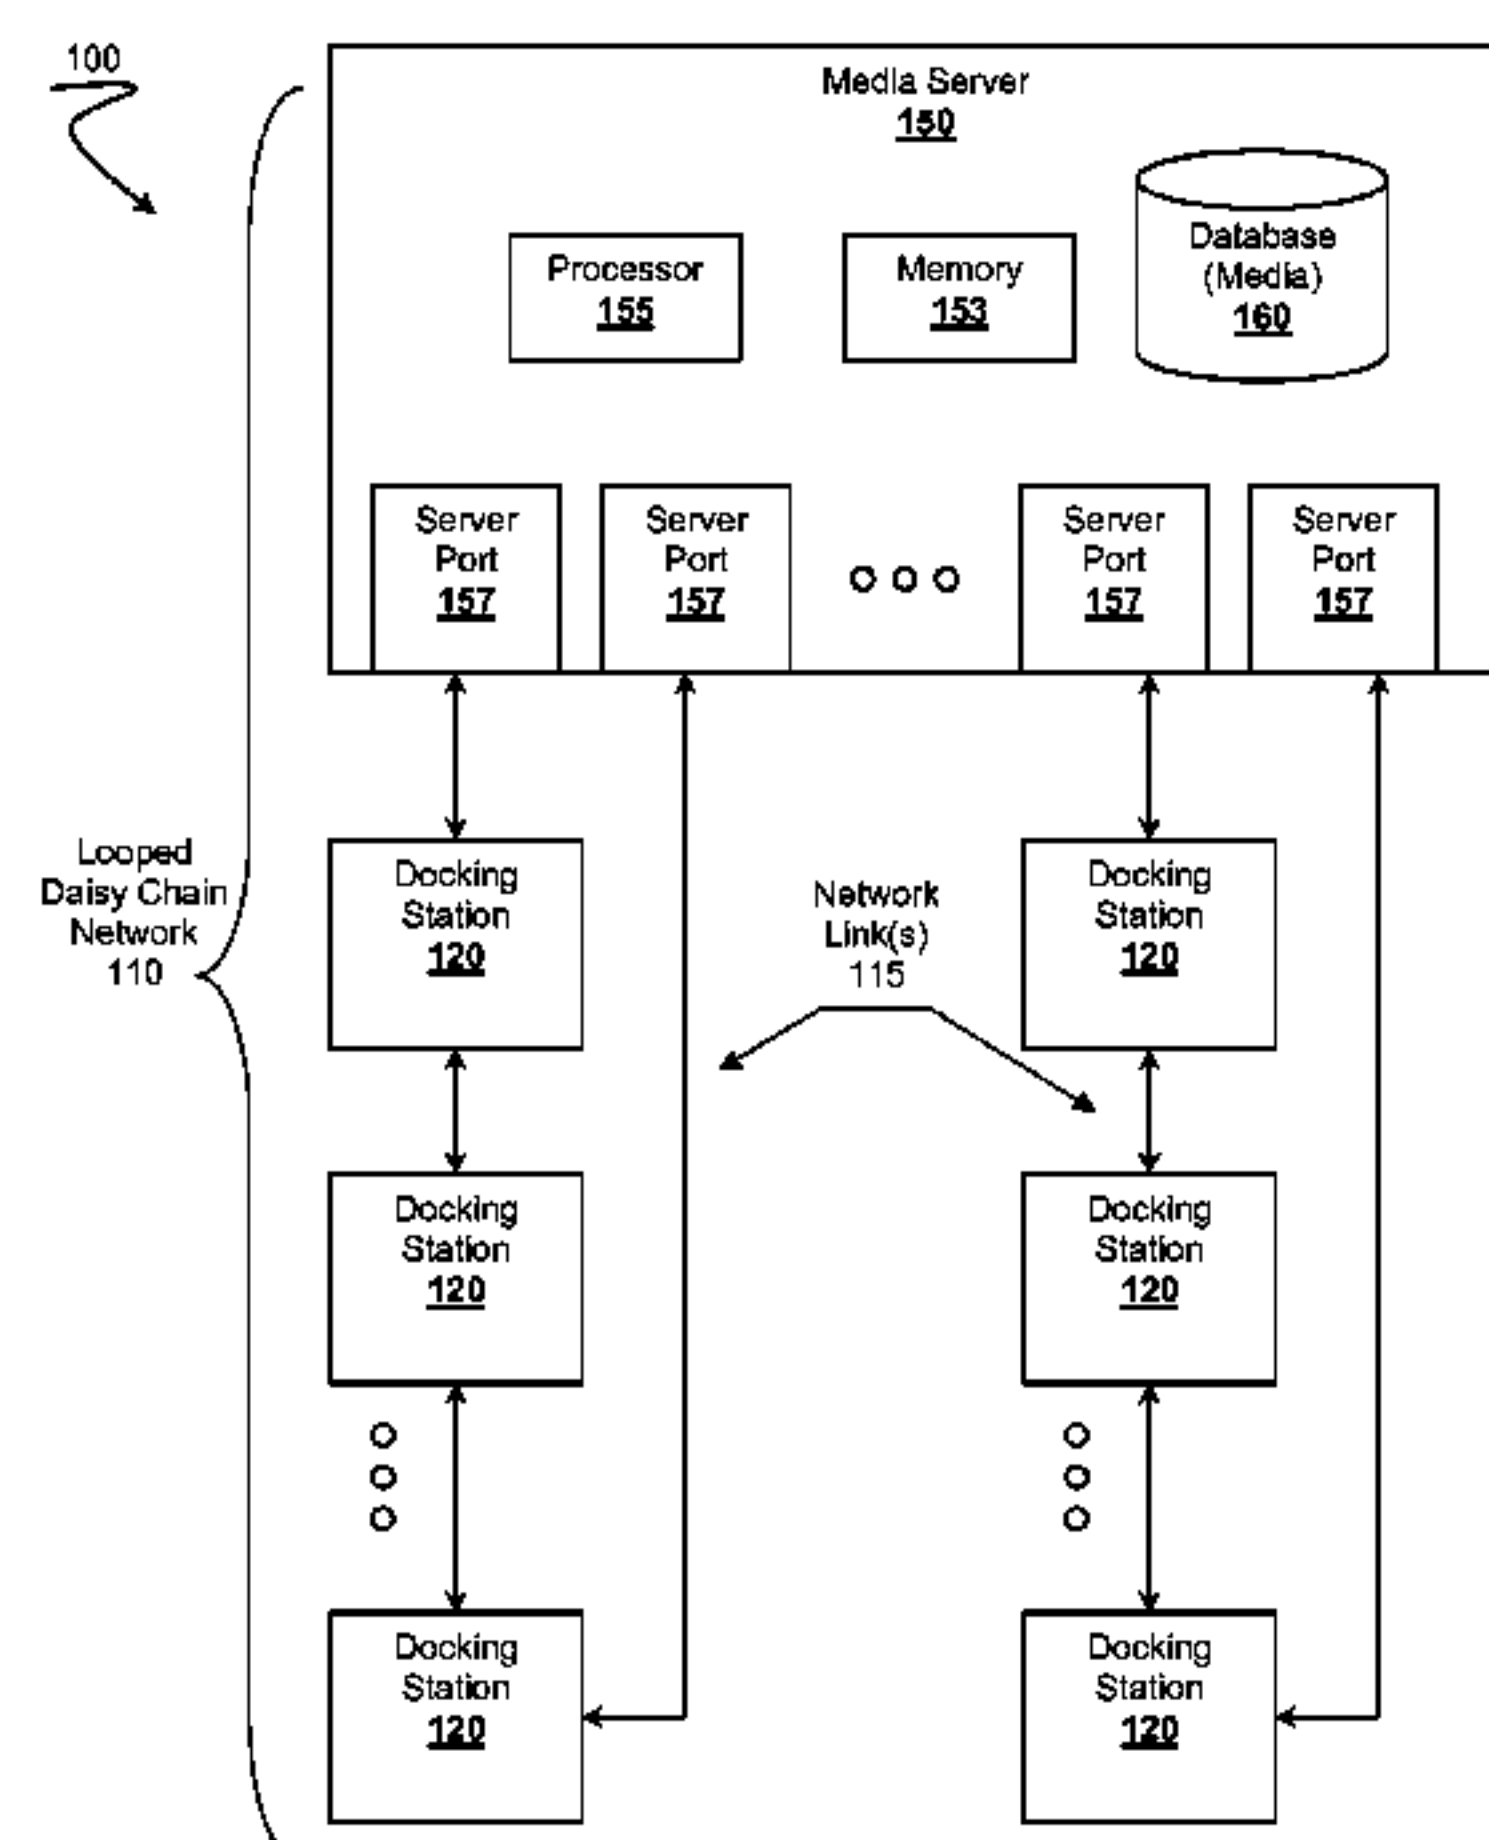 100
Media Server
150
Processor
155
Memory
153
Database
(Media)
160
Server
Port
157
Server
Port
157
Server
Port
157
Server
Port
157
Looped
Daisy Chain
Network
110
Docking
Station
120
Network
Link(s)
115
Docking
Station
120
Docking
Station
120
Docking
Station
120
Docking
Station
120
Docking
Station
120